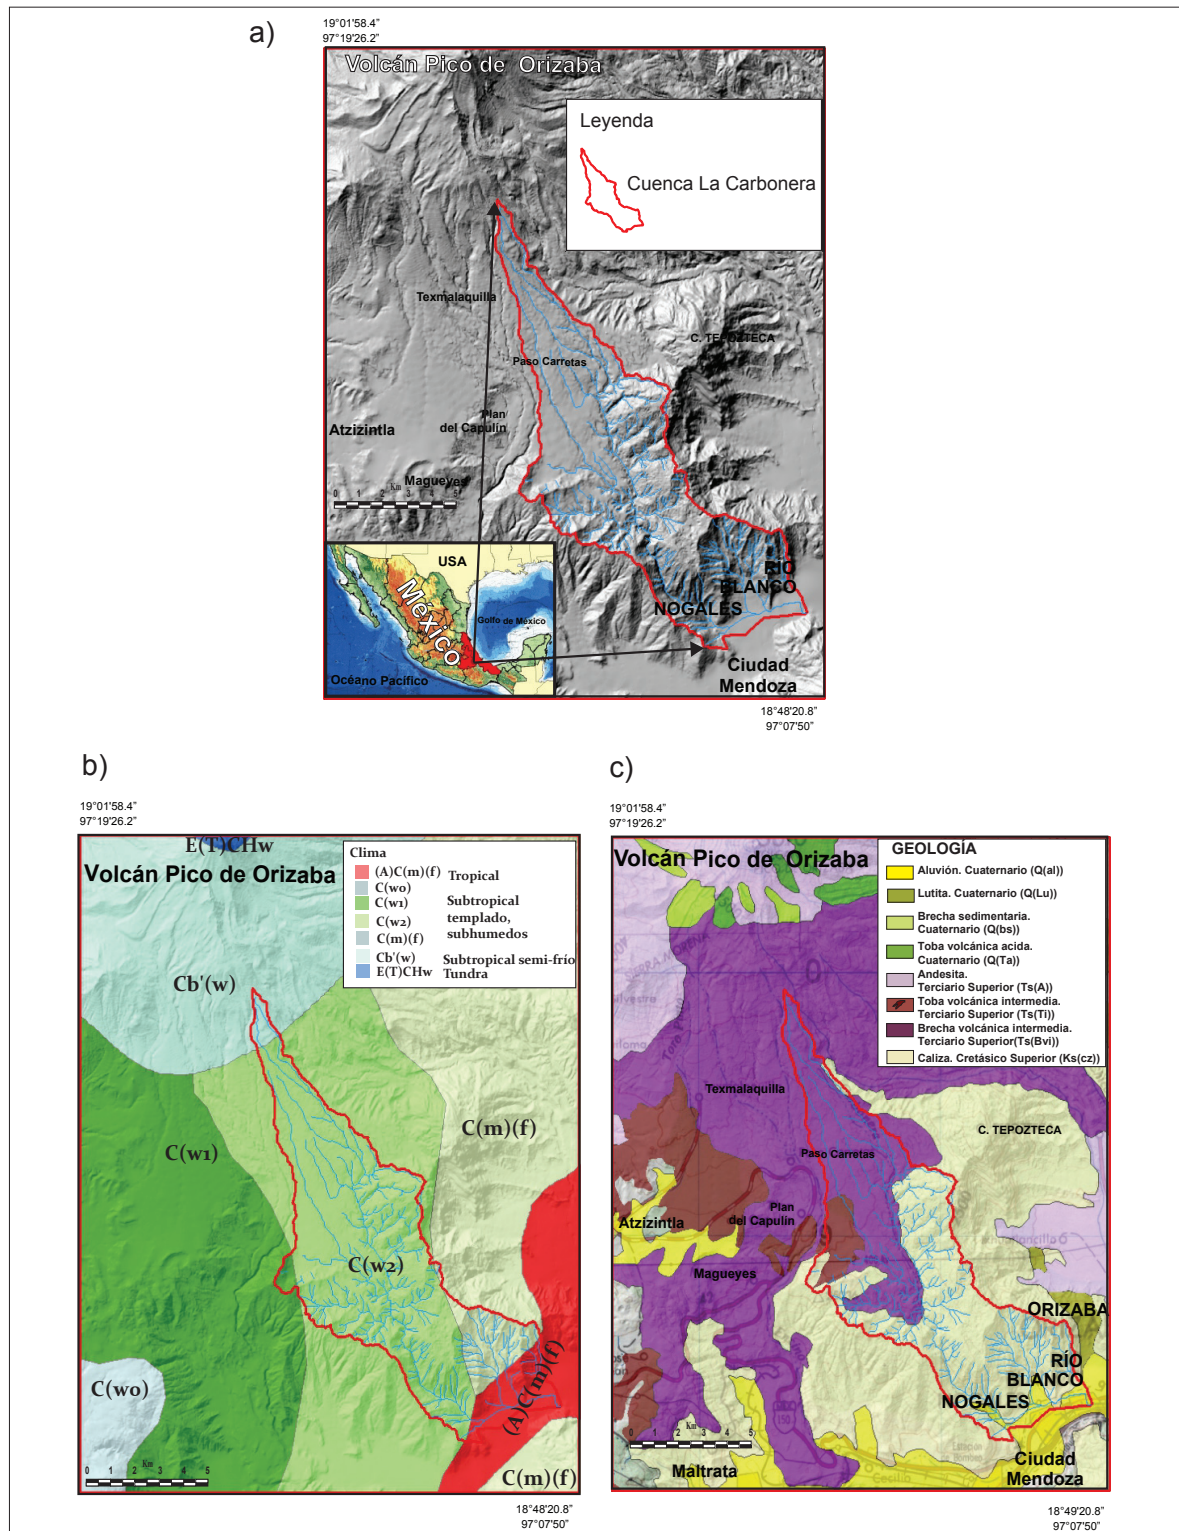 a)
19°01'58.4"
97°19'26.2"
Volcán Pico de Orizaba
Leyenda
Cuenca La Carbonera
Texmalaquilla
C. TEPOZTECA
Paso Carretas
Plan
del Capulín
Atzizintla
Magueyes
Km
0 1 2 3 4 5
USA
México
Golfo de México
Océano Pacífico
RÍO
BLANCO
NOGALES
Ciudad
Mendoza
18°48'20.8"
97°07'50"
b)
19°01'58.4"
97°19'26.2"
E(T)CHw
Volcán Pico de Orizaba
Clima
(A)C(m)(f) Tropical
C(wo)
C(w1)
C(w2)
C(m)(f)
Subtropical
templado,
subhumedos
Cb'(w) Subtropical semi-frío
E(T)CHw Tundra
Cb'(w)
C(m)(f)
C(w1)
C(w2)
C(wo)
(A)C(m)(f)
C(m)(f)
Km
0 1 2 3 4 5
18°48'20.8"
97°07'50"
c)
19°01'58.4"
97°19'26.2"
Volcán Pico de Orizaba
GEOLOGÍA
Aluvión. Cuaternario (Q(al))
Lutita. Cuaternario (Q(Lu))
Brecha sedimentaria.
Cuaternario (Q(bs))
Toba volcánica acida.
Cuaternario (Q(Ta))
Andesita.
Terciario Superior (Ts(A))
Toba volcánica intermedia.
Terciario Superior (Ts(Ti))
Brecha volcánica intermedia.
Terciario Superior(Ts(Bvi))
Caliza. Cretásico Superior (Ks(cz))
Texmalaquilla
C. TEPOZTECA
Paso Carretas
Plan
del Capulín
Atzizintla
Magueyes
ORIZABA
RÍO
BLANCO
NOGALES
150
Km
0 1 2 3 4 5
Maltrata
Ciudad
Mendoza
18°49'20.8"
97°07'50"